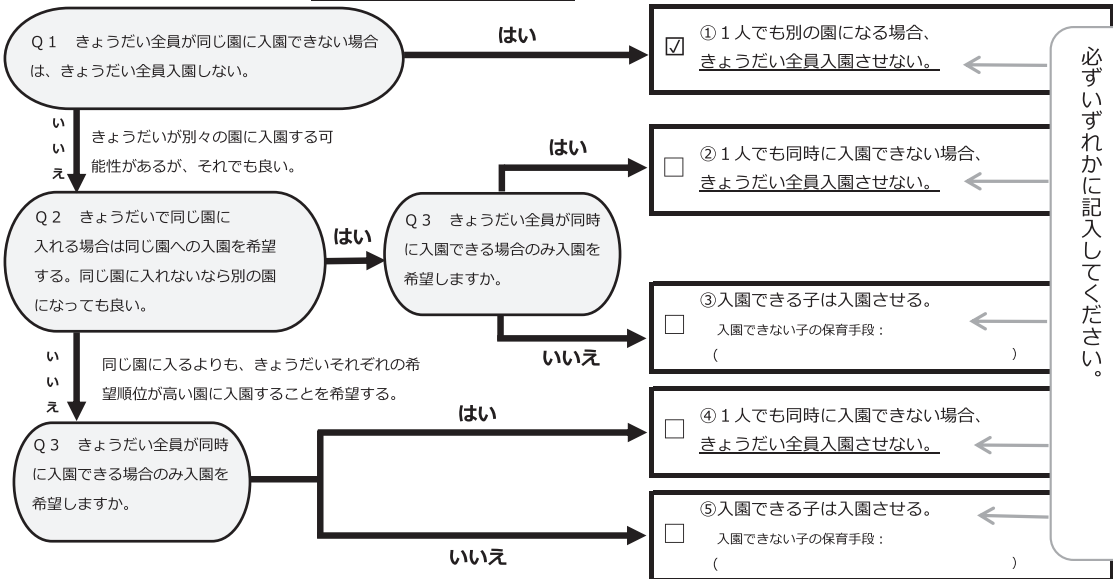 Q1 きょうだい全員が同じ園に入園できない場合
は、きょうだい全員入園しない。
はい
☑
①1人でも別の園になる場合、
きょうだい全員入園させない。
いいえ
きょうだいが別々の園に入園する可
能性があるが、それでも良い。
Q2 きょうだいで同じ園に
入れる場合は同じ園への入園を希望
する。同じ園に入れないなら別の園
になっても良い。
はい
Q3 きょうだい全員が同時
に入園できる場合のみ入園を
希望しますか。
はい
□
②1人でも同時に入園できない場合、
きょうだい全員入園させない。
いいえ
□
③入園できる子は入園させる。
入園できない子の保育手段:
( )
いいえ
同じ園に入るよりも、きょうだいそれぞれの希
望順位が高い園に入園することを希望する。
Q3 きょうだい全員が同時
に入園できる場合のみ入園を
希望しますか。
はい
□
④1人でも同時に入園できない場合、
きょうだい全員入園させない。
いいえ
□
⑤入園できる子は入園させる。
入園できない子の保育手段:
( )
必ずいずれかに記入してください。